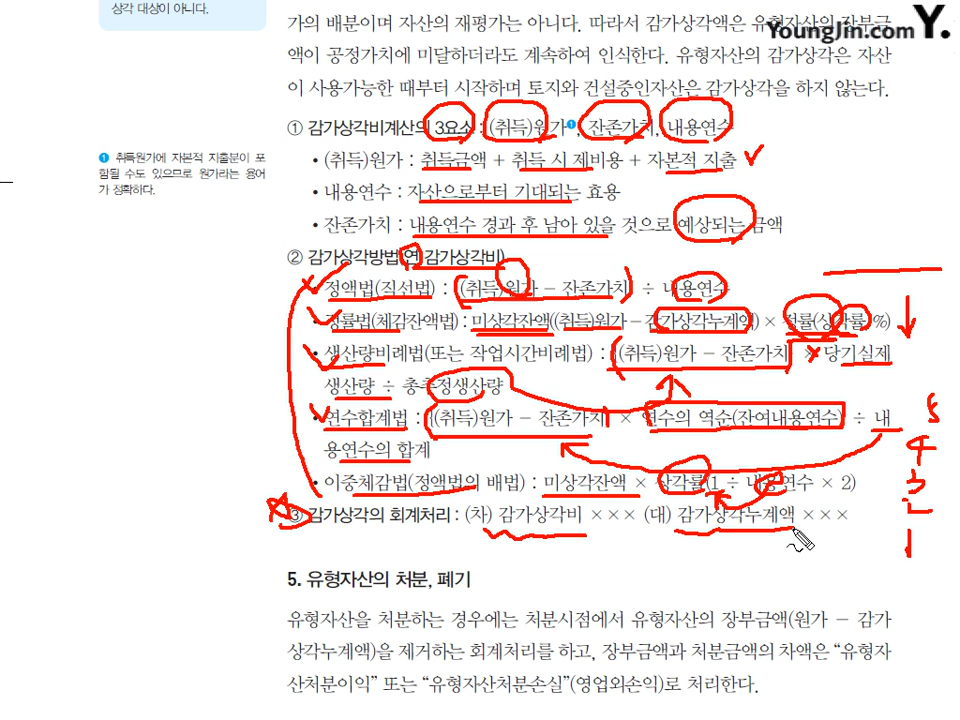 상각 대상이 아니다.
YoungJin.com Y.
가의 배분이며 자산의 재평가는 아니다. 따라서 감가상각액은 유형자산의 장부금
액이 공정가치에 미달하더라도 계속하여 인식한다. 유형자산의 감가상각은 자산
이 사용가능한 때부터 시작하며 토지와 건설중인자산은 감가상각을 하지 않는다.
① 감가상각비계산의 3요소 : (취득)원가❶, 잔존가치, 내용연수
• (취득)원가 : 취득금액 + 취득 시 제비용 + 자본적 지출
❶ 취득원가에 자본적 지출분이 포
함될 수도 있으므로 원가라는 용어
가 정확하다.
• 내용연수 : 자산으로부터 기대되는 효용
• 잔존가치 : 내용연수 경과 후 남아 있을 것으로 예상되는 금액
② 감가상각방법(연 감가상각비)
• 정액법(직선법) : ((취득)원가 − 잔존가치) ÷ 내용연수
• 정률법(체감잔액법) : 미상각잔액((취득)원가−감가상각누계액) × 정률(상각률, %)
• 생산량비례법(또는 작업시간비례법) : ((취득)원가 − 잔존가치) × 당기실제
생산량 ÷ 총추정생산량
• 연수합계법 : ((취득)원가 − 잔존가치) × 연수의 역순(잔여내용연수) ÷ 내
용연수의 합계
• 이중체감법(정액법의 배법) : 미상각잔액 × 상각률(1 ÷ 내용연수 × 2)
③ 감가상각의 회계처리 : (차) 감가상각비 ××× (대) 감가상각누계액 ×××
5
4
3
2
1
5. 유형자산의 처분, 폐기
유형자산을 처분하는 경우에는 처분시점에서 유형자산의 장부금액(원가 − 감가
상각누계액)을 제거하는 회계처리를 하고, 장부금액과 처분금액의 차액은 “유형자
산처분이익” 또는 “유형자산처분손실”(영업외손익)로 처리한다.